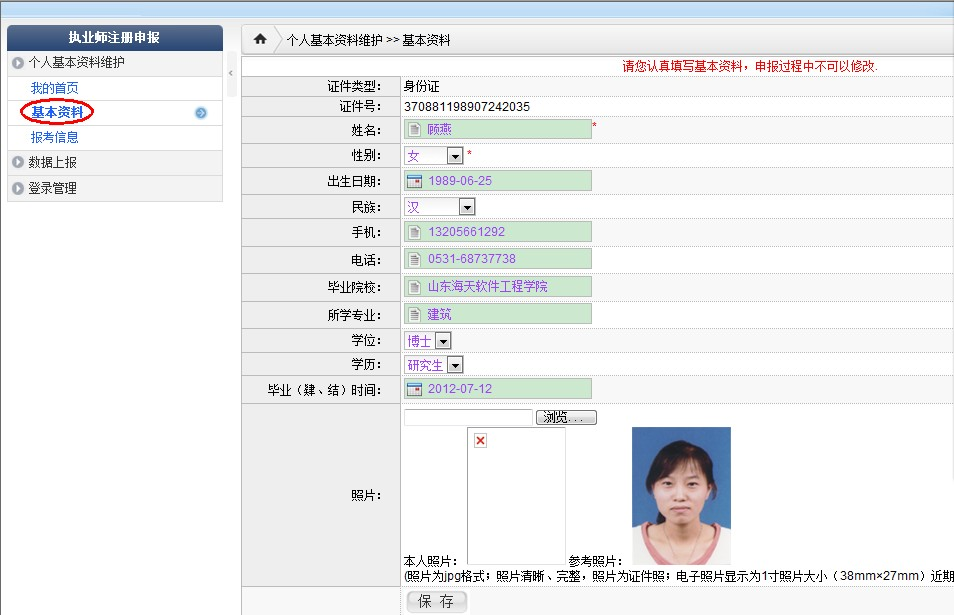 执业师注册申报
个人基本资料维护
我的首页
基本资料
报考信息
数据上报
登录管理
个人基本资料维护 >> 基本资料
请您认真填写基本资料，申报过程中不可以修改.
证件类型： 身份证
证件号： 370881198907242035
姓名： 顾燕 *
性别： 女 *
出生日期： 1989-06-25
民族： 汉
手机： 13205661292
电话： 0531-68737738
毕业院校： 山东海天软件工程学院
所学专业： 建筑
学位： 博士
学历： 研究生
毕业（肄、结）时间： 2012-07-12
浏览...
照片：
本人照片： 参考照片：
(照片为jpg格式；照片清晰、完整，照片为证件照；电子照片显示为1寸照片大小（38mm×27mm）近期
保 存